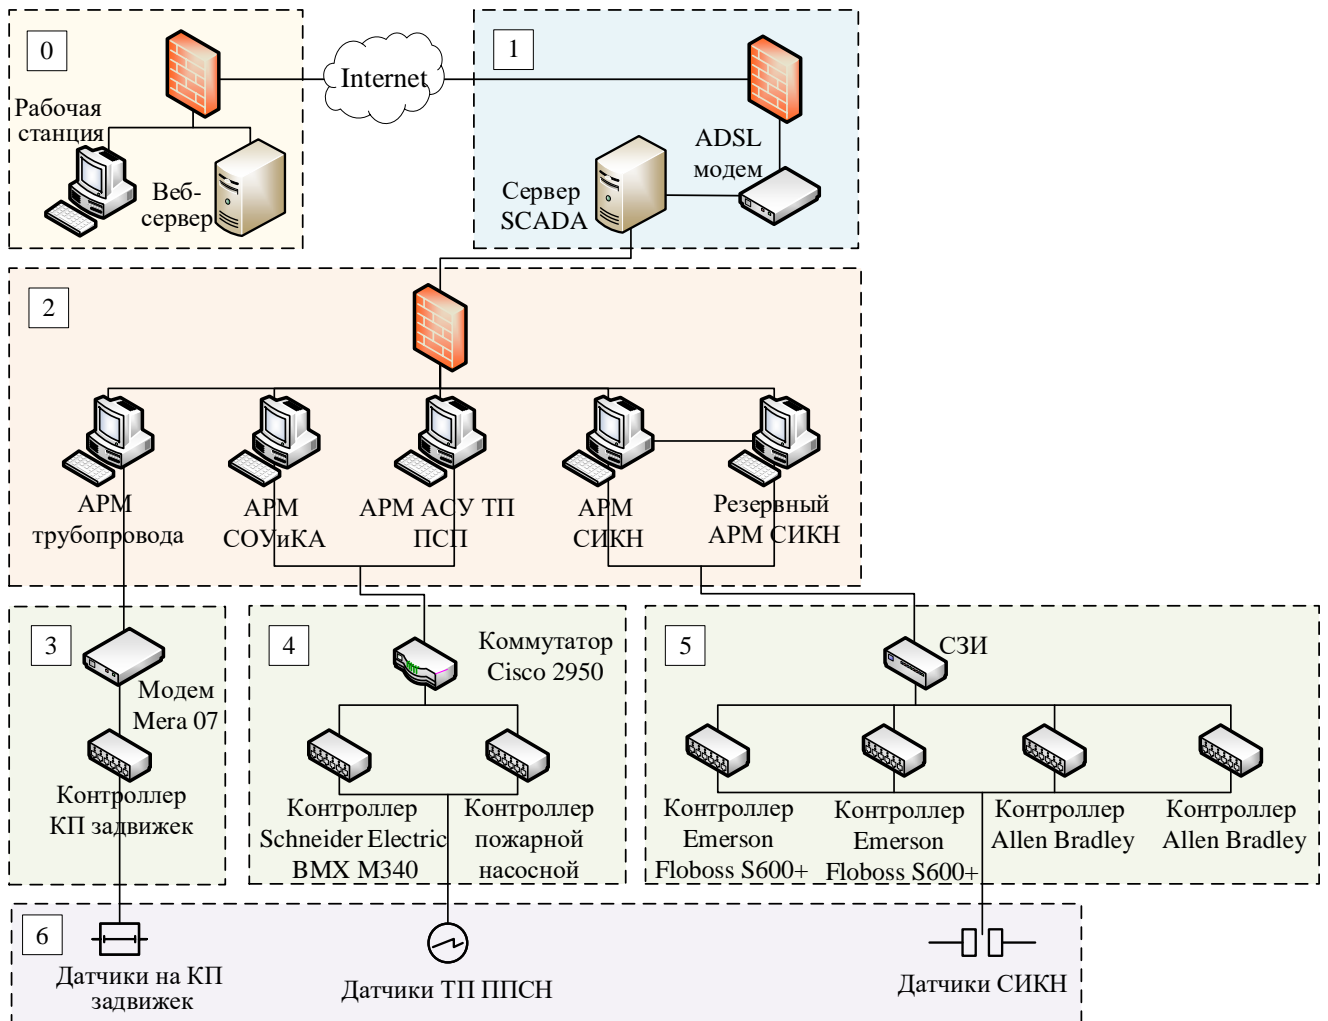 0
Рабочая
станция
Веб-
сервер
Internet
1
ADSL
модем
Сервер
SCADA
2
АРМ
трубопровода
АРМ
СОУиКА
АРМ АСУ ТП
ПСП
АРМ
СИКН
Резервный
АРМ СИКН
3
Модем
Mera 07
Контроллер
КП задвижек
4
Коммутатор
Cisco 2950
Контроллер
Schneider Electric
BMX M340
Контроллер
пожарной
насосной
5
СЗИ
Контроллер
Emerson
Floboss S600+
Контроллер
Emerson
Floboss S600+
Контроллер
Allen Bradley
Контроллер
Allen Bradley
6
Датчики на КП
задвижек
Датчики ТП ППСН
Датчики СИКН